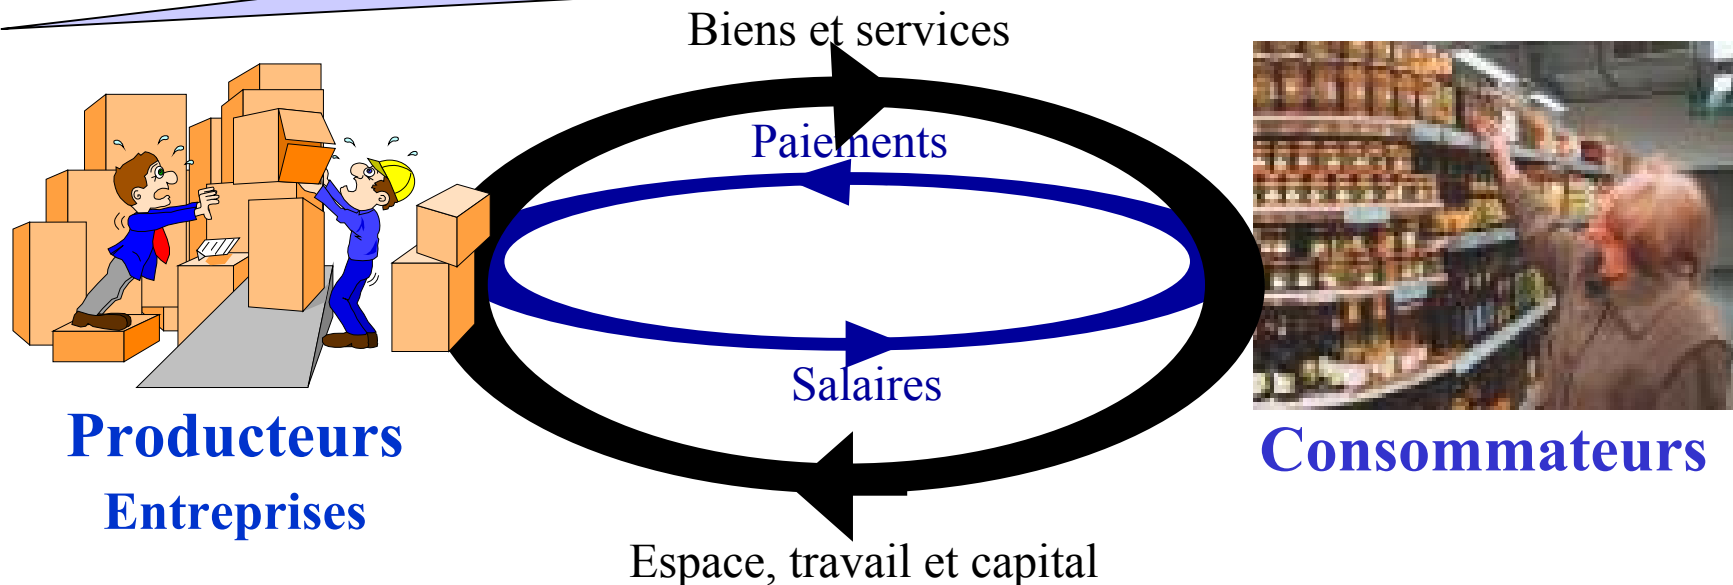 Biens et services
Paiements
Salaires
Producteurs
Entreprises
Consommateurs
Espace, travail et capital